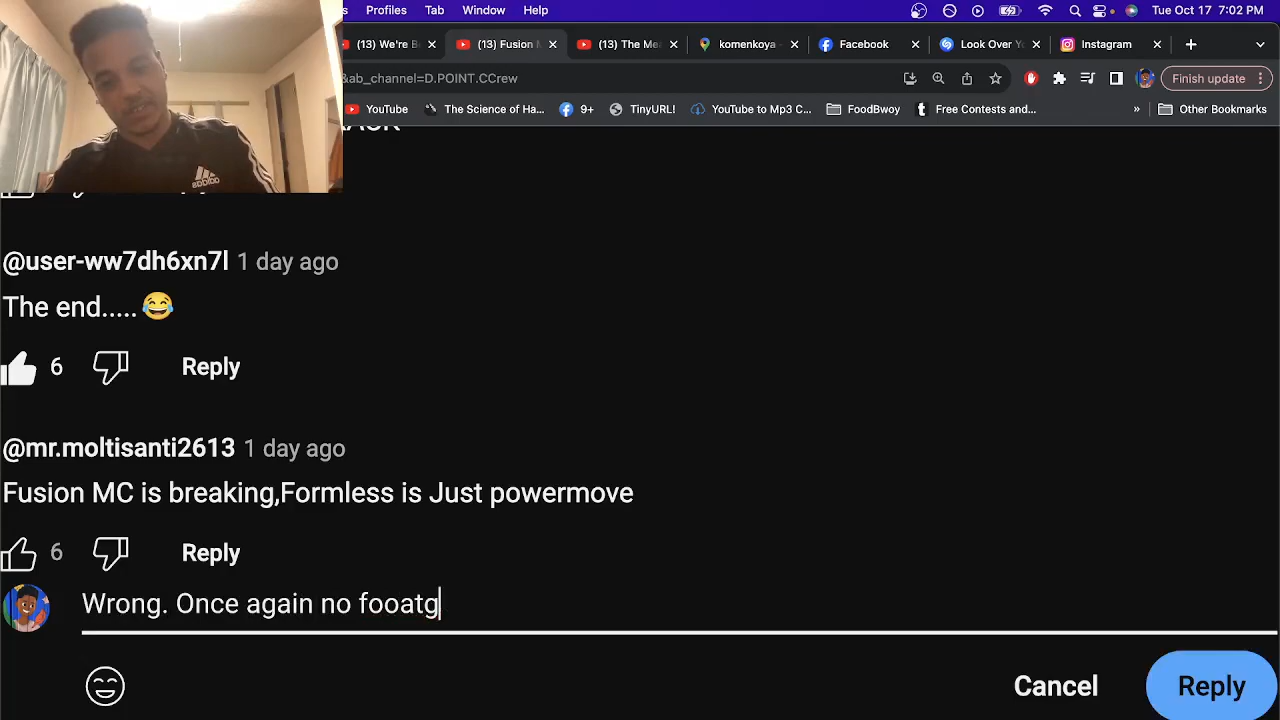 Profiles Tab Window Help Tue Oct 17 7:02 PM
(13) We're B (13) Fusion M (13) The Mea komenkoya - Facebook Look Over Yo Instagram
&ab_channel=D.POINT.CCrew Finish update
YouTube The Science of Ha... 9+ TinyURL! YouTube to Mp3 C... FoodBwoy Free Contests and... » Other Bookmarks
adidas
@user-ww7dh6xn7l 1 day ago
The end.....😂
6 Reply
@mr.moltisanti2613 1 day ago
Fusion MC is breaking,Formless is Just powermove
6 Reply
Wrong. Once again no fooatg
Cancel Reply